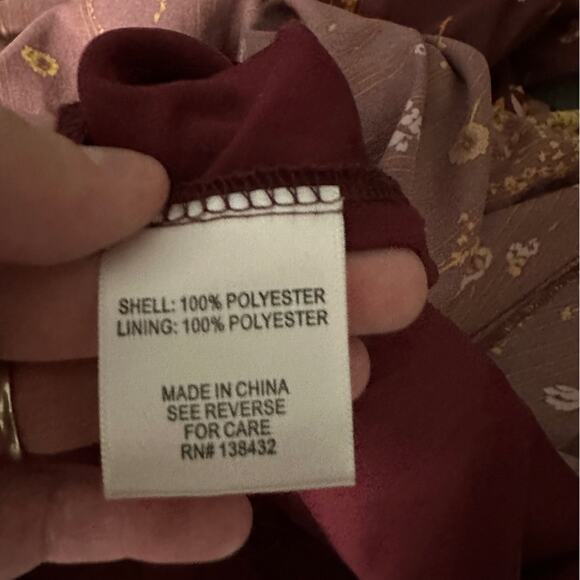 SHELL: 100% POLYESTER
LINING: 100% POLYESTER
MADE IN CHINA
SEE REVERSE
FOR CARE
RN# 138432